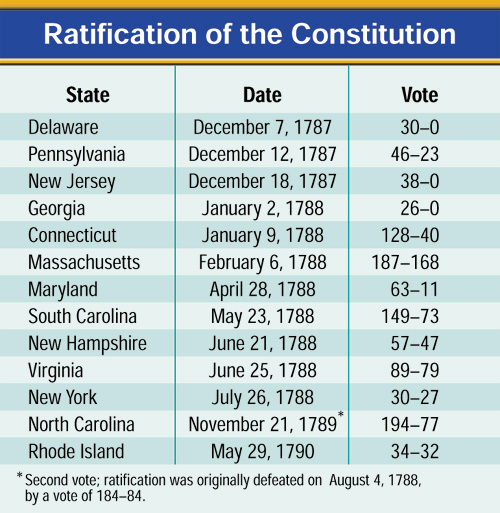 Ratification of the Constitution
State Date Vote
Delaware December 7, 1787 30–0
Pennsylvania December 12, 1787 46–23
New Jersey December 18, 1787 38–0
Georgia January 2, 1788 26–0
Connecticut January 9, 1788 128–40
Massachusetts February 6, 1788 187–168
Maryland April 28, 1788 63–11
South Carolina May 23, 1788 149–73
New Hampshire June 21, 1788 57–47
Virginia June 25, 1788 89–79
New York July 26, 1788 30–27
North Carolina November 21, 1789* 194–77
Rhode Island May 29, 1790 34–32
*Second vote; ratification was originally defeated on August 4, 1788,
by a vote of 184–84.